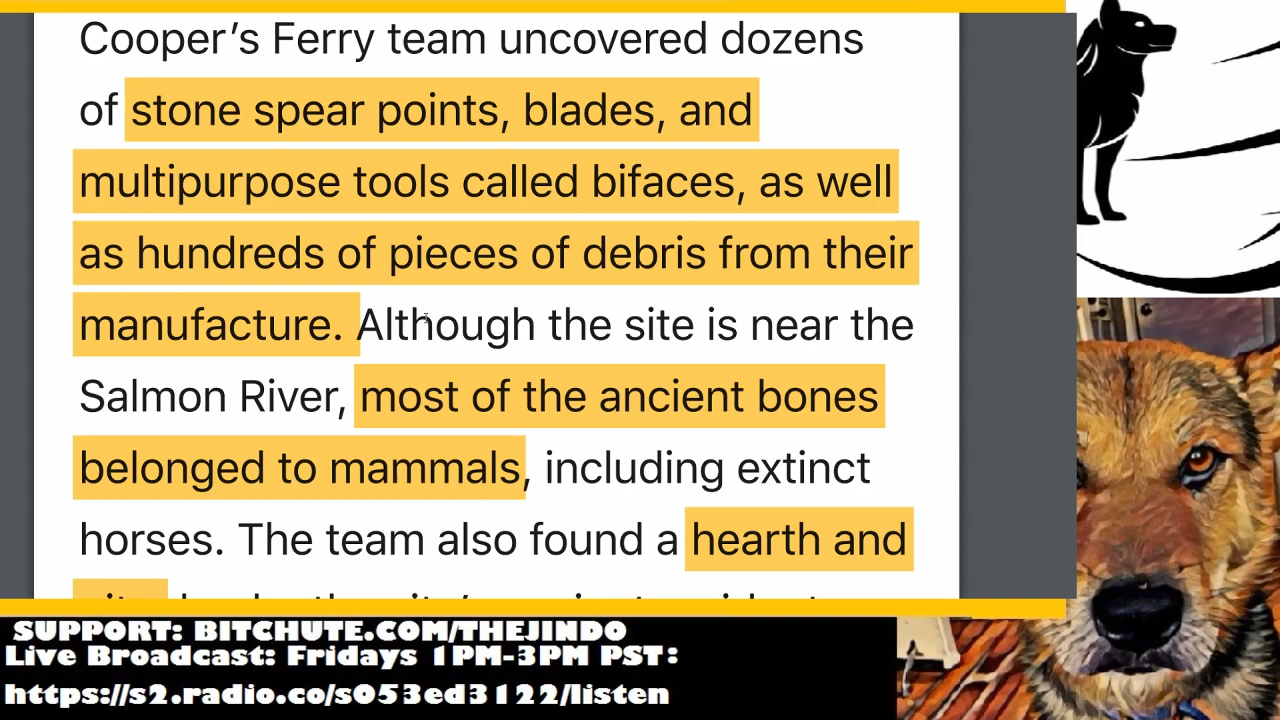 Cooper’s Ferry team uncovered dozens
of stone spear points, blades, and
multipurpose tools called bifaces, as well
as hundreds of pieces of debris from their
manufacture. Although the site is near the
Salmon River, most of the ancient bones
belonged to mammals, including extinct
horses. The team also found a hearth and
SUPPORT: BITCHUTE.COM/THEJINDO
Live Broadcast: Fridays 1PM-3PM PST:
https://s2.radio.co/s053ed3122/listen